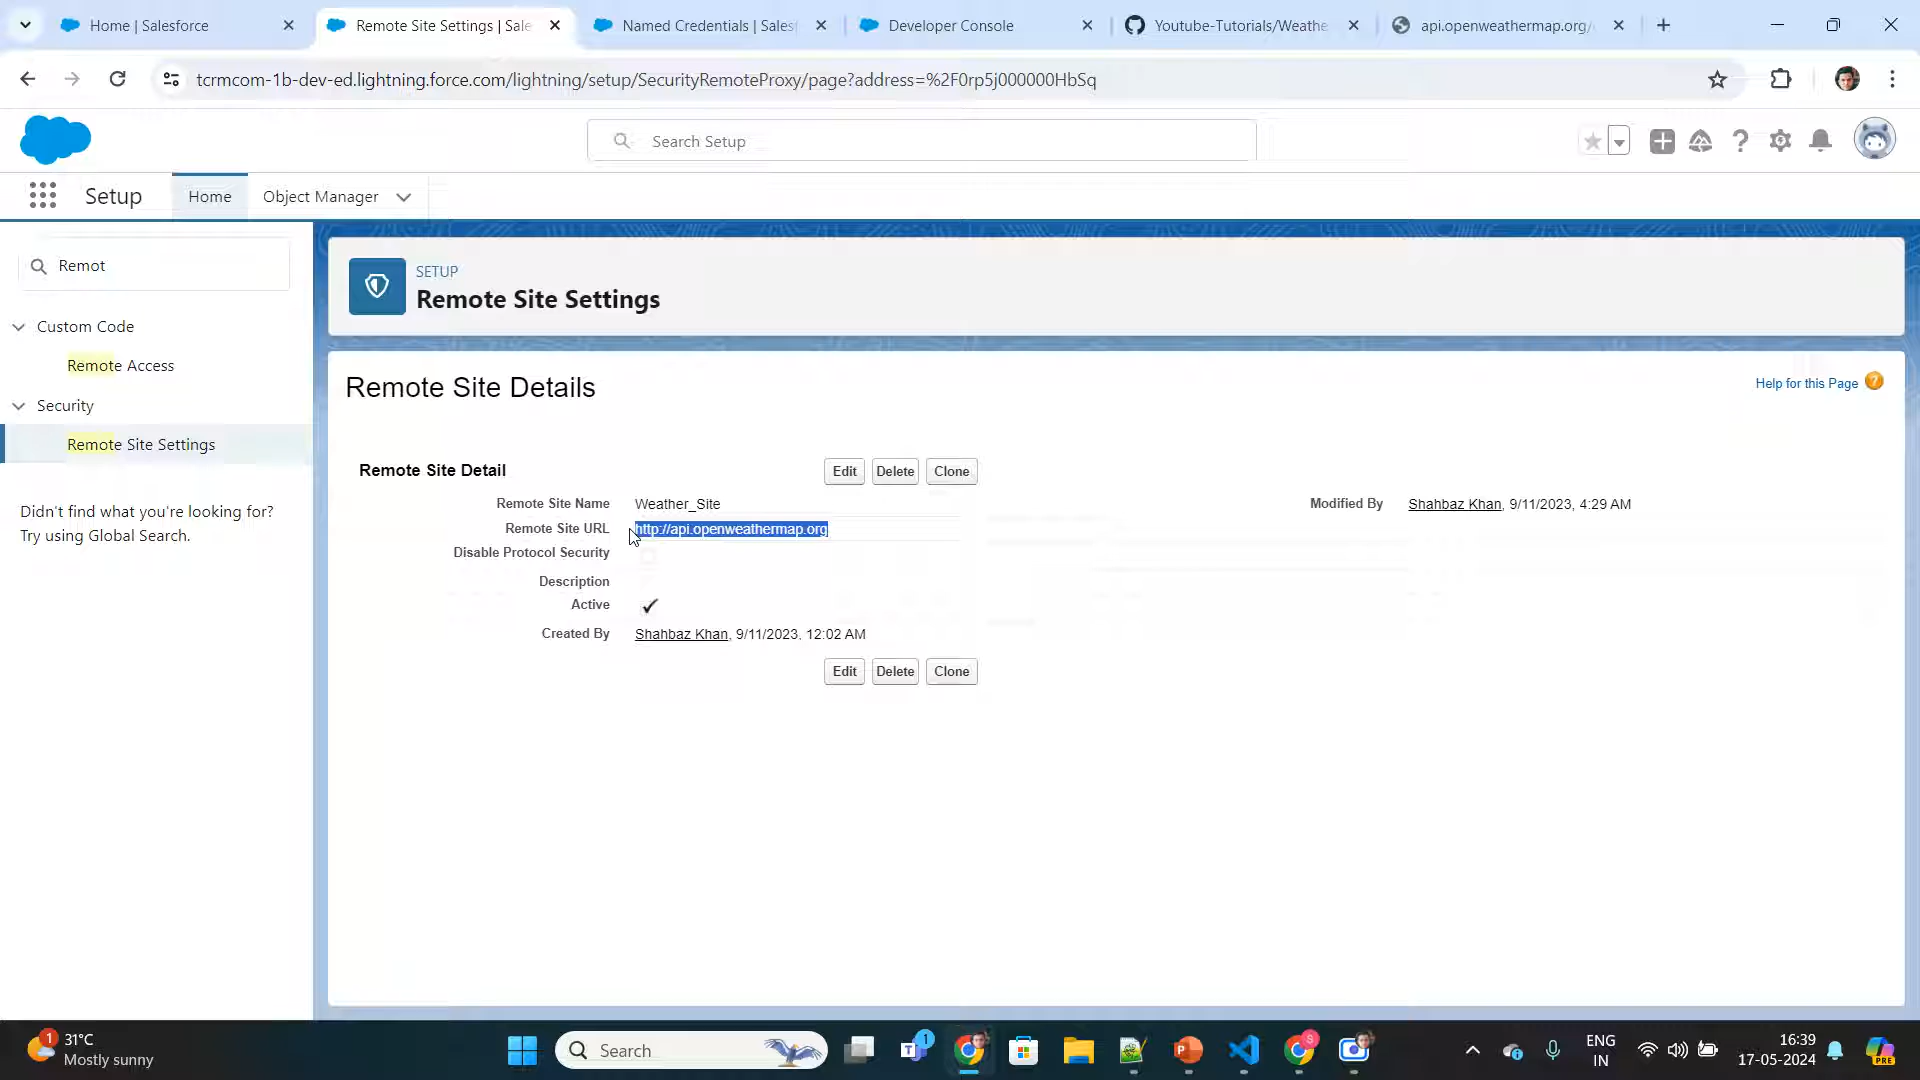 Home | Salesforce
Remote Site Settings | Sale
Named Credentials | Salesf
Developer Console
Youtube-Tutorials/Weathe
api.openweathermap.org/
tcrmcom-1b-dev-ed.lightning.force.com/lightning/setup/SecurityRemoteProxy/page?address=%2F0rp5j000000HbSq
Search Setup
Setup
Home
Object Manager
Remot
Custom Code
Remote Access
Security
Remote Site Settings
Didn't find what you're looking for?
Try using Global Search.
SETUP
Remote Site Settings
Remote Site Details
Help for this Page
Remote Site Detail
Edit
Delete
Clone
Remote Site Name
Weather_Site
Modified By
Shahbaz Khan, 9/11/2023, 4:29 AM
Remote Site URL
http://api.openweathermap.org
Disable Protocol Security
Description
Active
Created By
Shahbaz Khan, 9/11/2023, 12:02 AM
Edit
Delete
Clone
1
31°C
Mostly sunny
Search
1
S
ENG
IN
16:39
17-05-2024
PRE